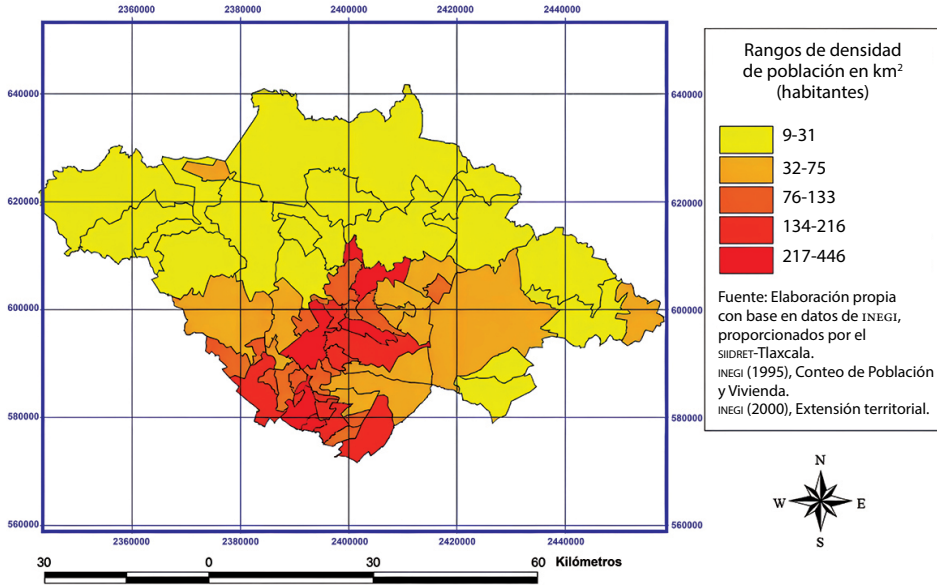 2360000 2380000 2400000 2420000 2440000
640000 640000
620000 620000
600000 600000
580000 580000
560000 560000
2360000 2380000 2400000 2420000 2440000
30 0 30 60 Kilómetros
Rangos de densidad
de población en km²
(habitantes)
9-31
32-75
76-133
134-216
217-446
Fuente: Elaboración propia
con base en datos de INEGI,
proporcionados por el
SIIDRET-Tlaxcala.
INEGI (1995), Conteo de Población
y Vivienda.
INEGI (2000), Extensión territorial.
N
W E
S